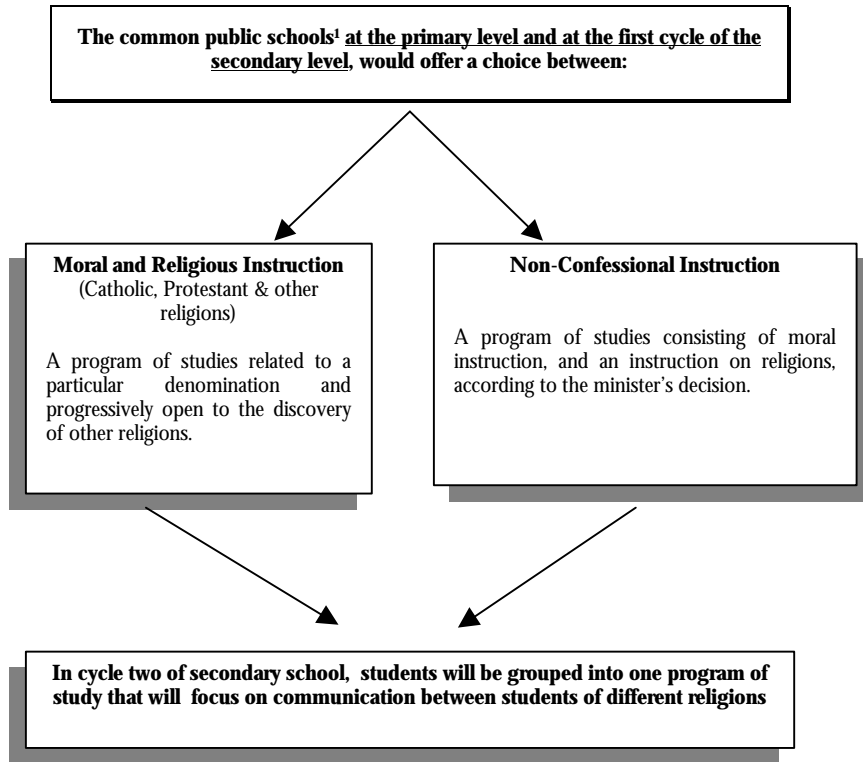 The common public schools¹ at the primary level and at the first cycle of the
secondary level, would offer a choice between:
Moral and Religious Instruction
(Catholic, Protestant & other
religions)
A program of studies related to a
particular denomination and
progressively open to the discovery
of other religions.
Non-Confessional Instruction
A program of studies consisting of moral
instruction, and an instruction on religions,
according to the minister's decision.
In cycle two of secondary school, students will be grouped into one program of
study that will focus on communication between students of different religions